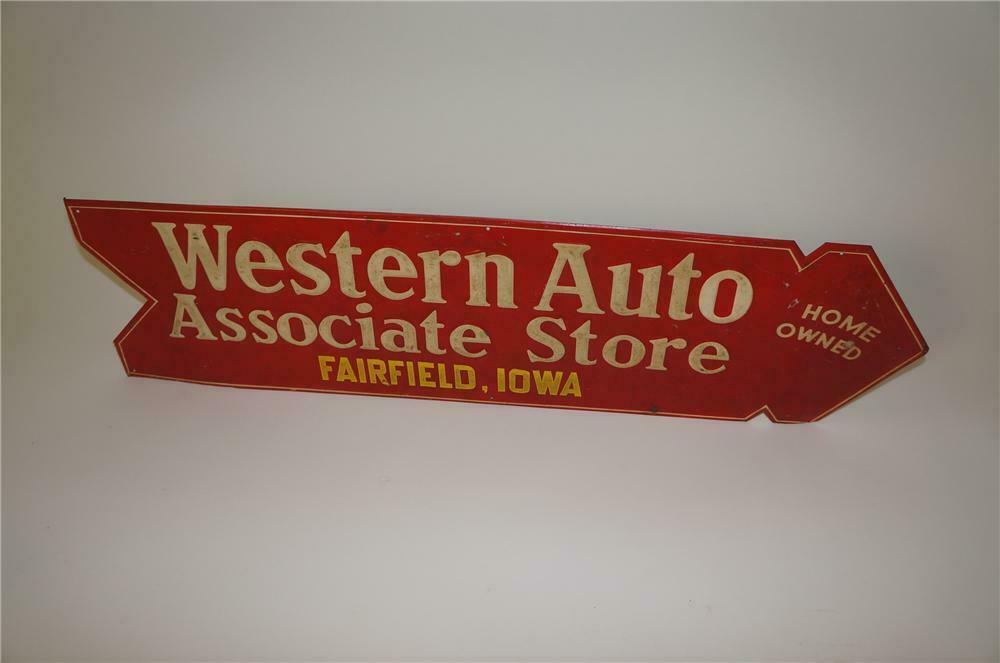 Western Auto
Associate Store
FAIRFIELD, IOWA
HOME
OWNED